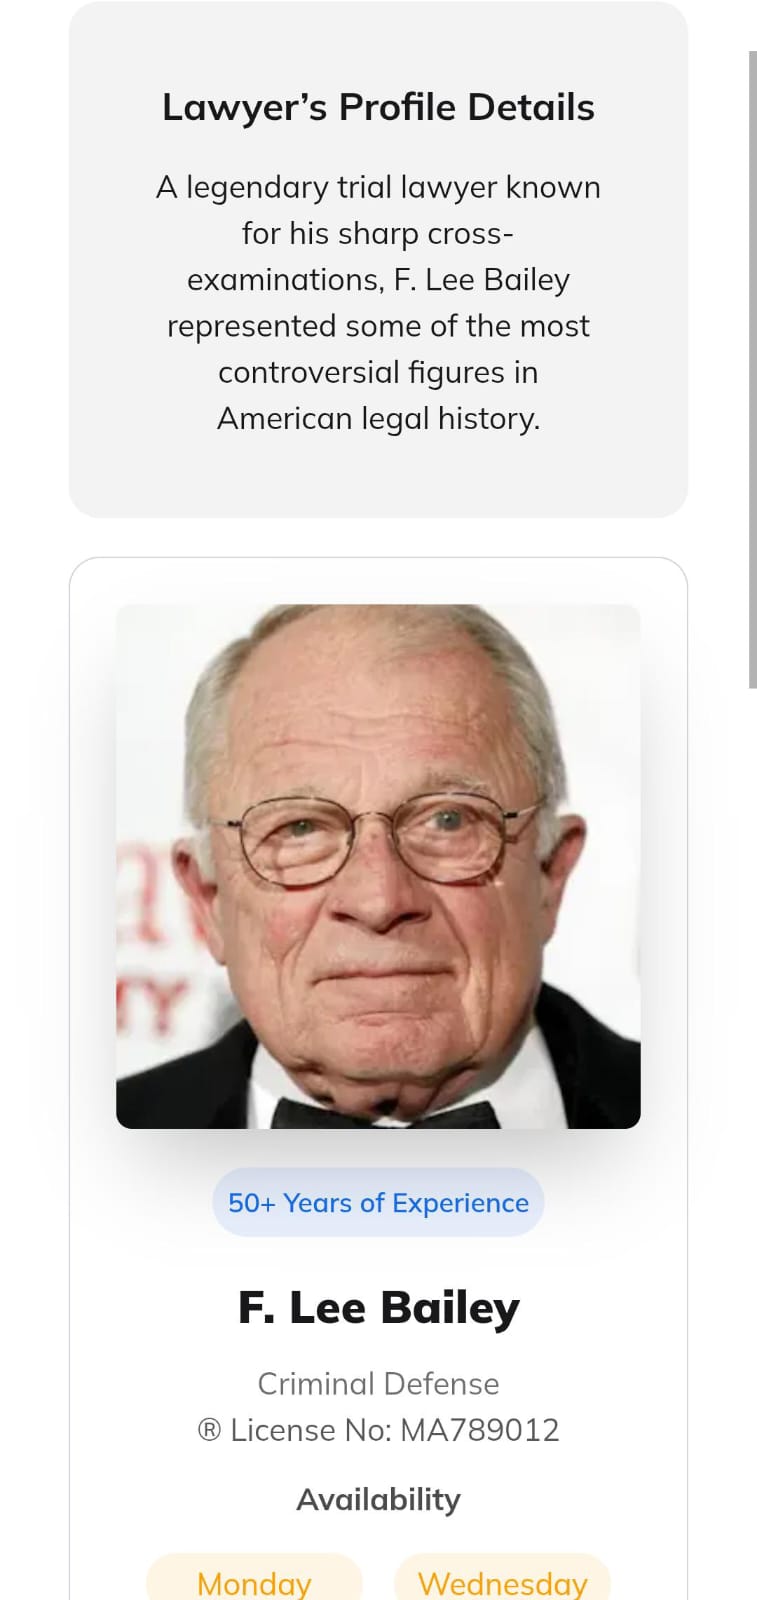 Lawyer’s Profile Details
A legendary trial lawyer known
for his sharp cross-
examinations, F. Lee Bailey
represented some of the most
controversial figures in
American legal history.
TY
50+ Years of Experience
F. Lee Bailey
Criminal Defense
® License No: MA789012
Availability
Monday
Wednesday